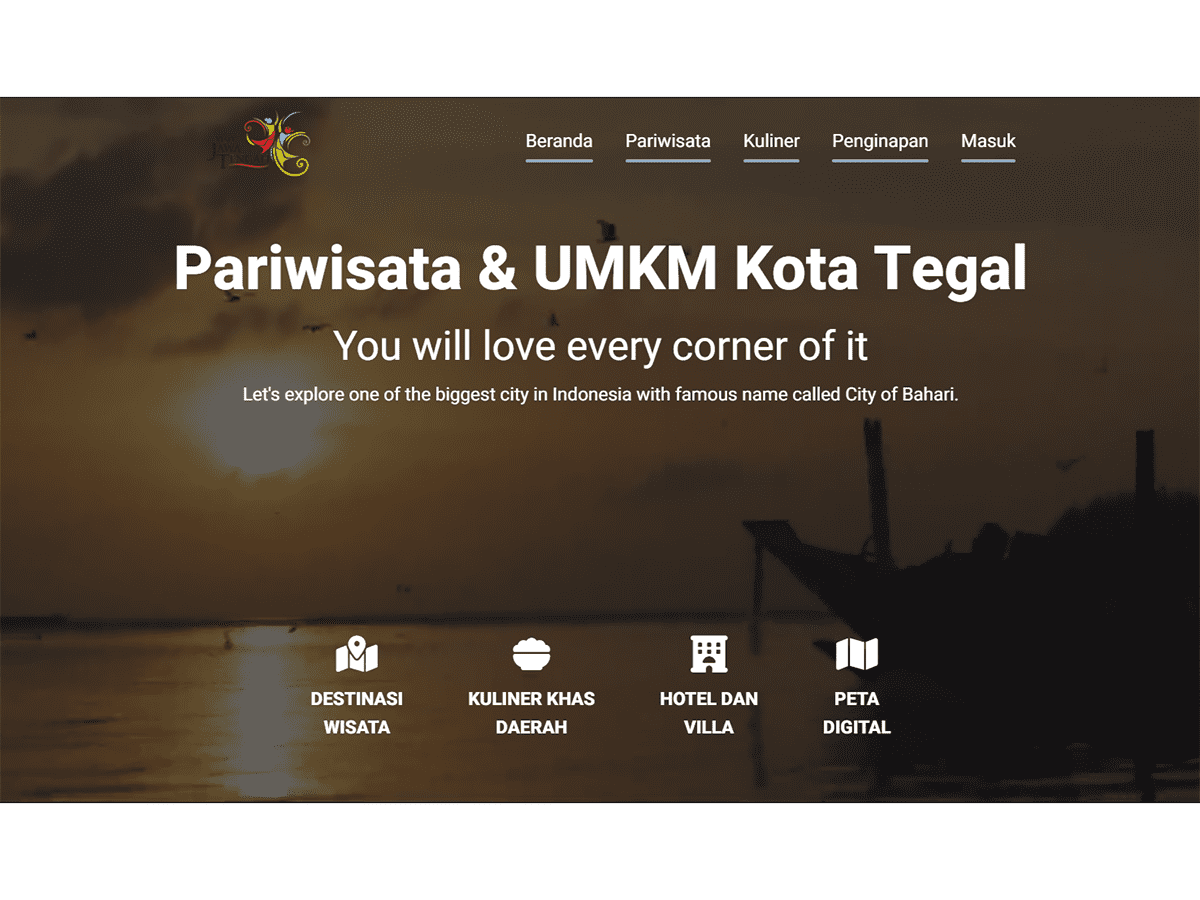 Beranda Pariwisata Kuliner Penginapan Masuk
Pariwisata & UMKM Kota Tegal
You will love every corner of it
Let's explore one of the biggest city in Indonesia with famous name called City of Bahari.
DESTINASI WISATA
KULINER KHAS DAERAH
HOTEL DAN VILLA
PETA DIGITAL